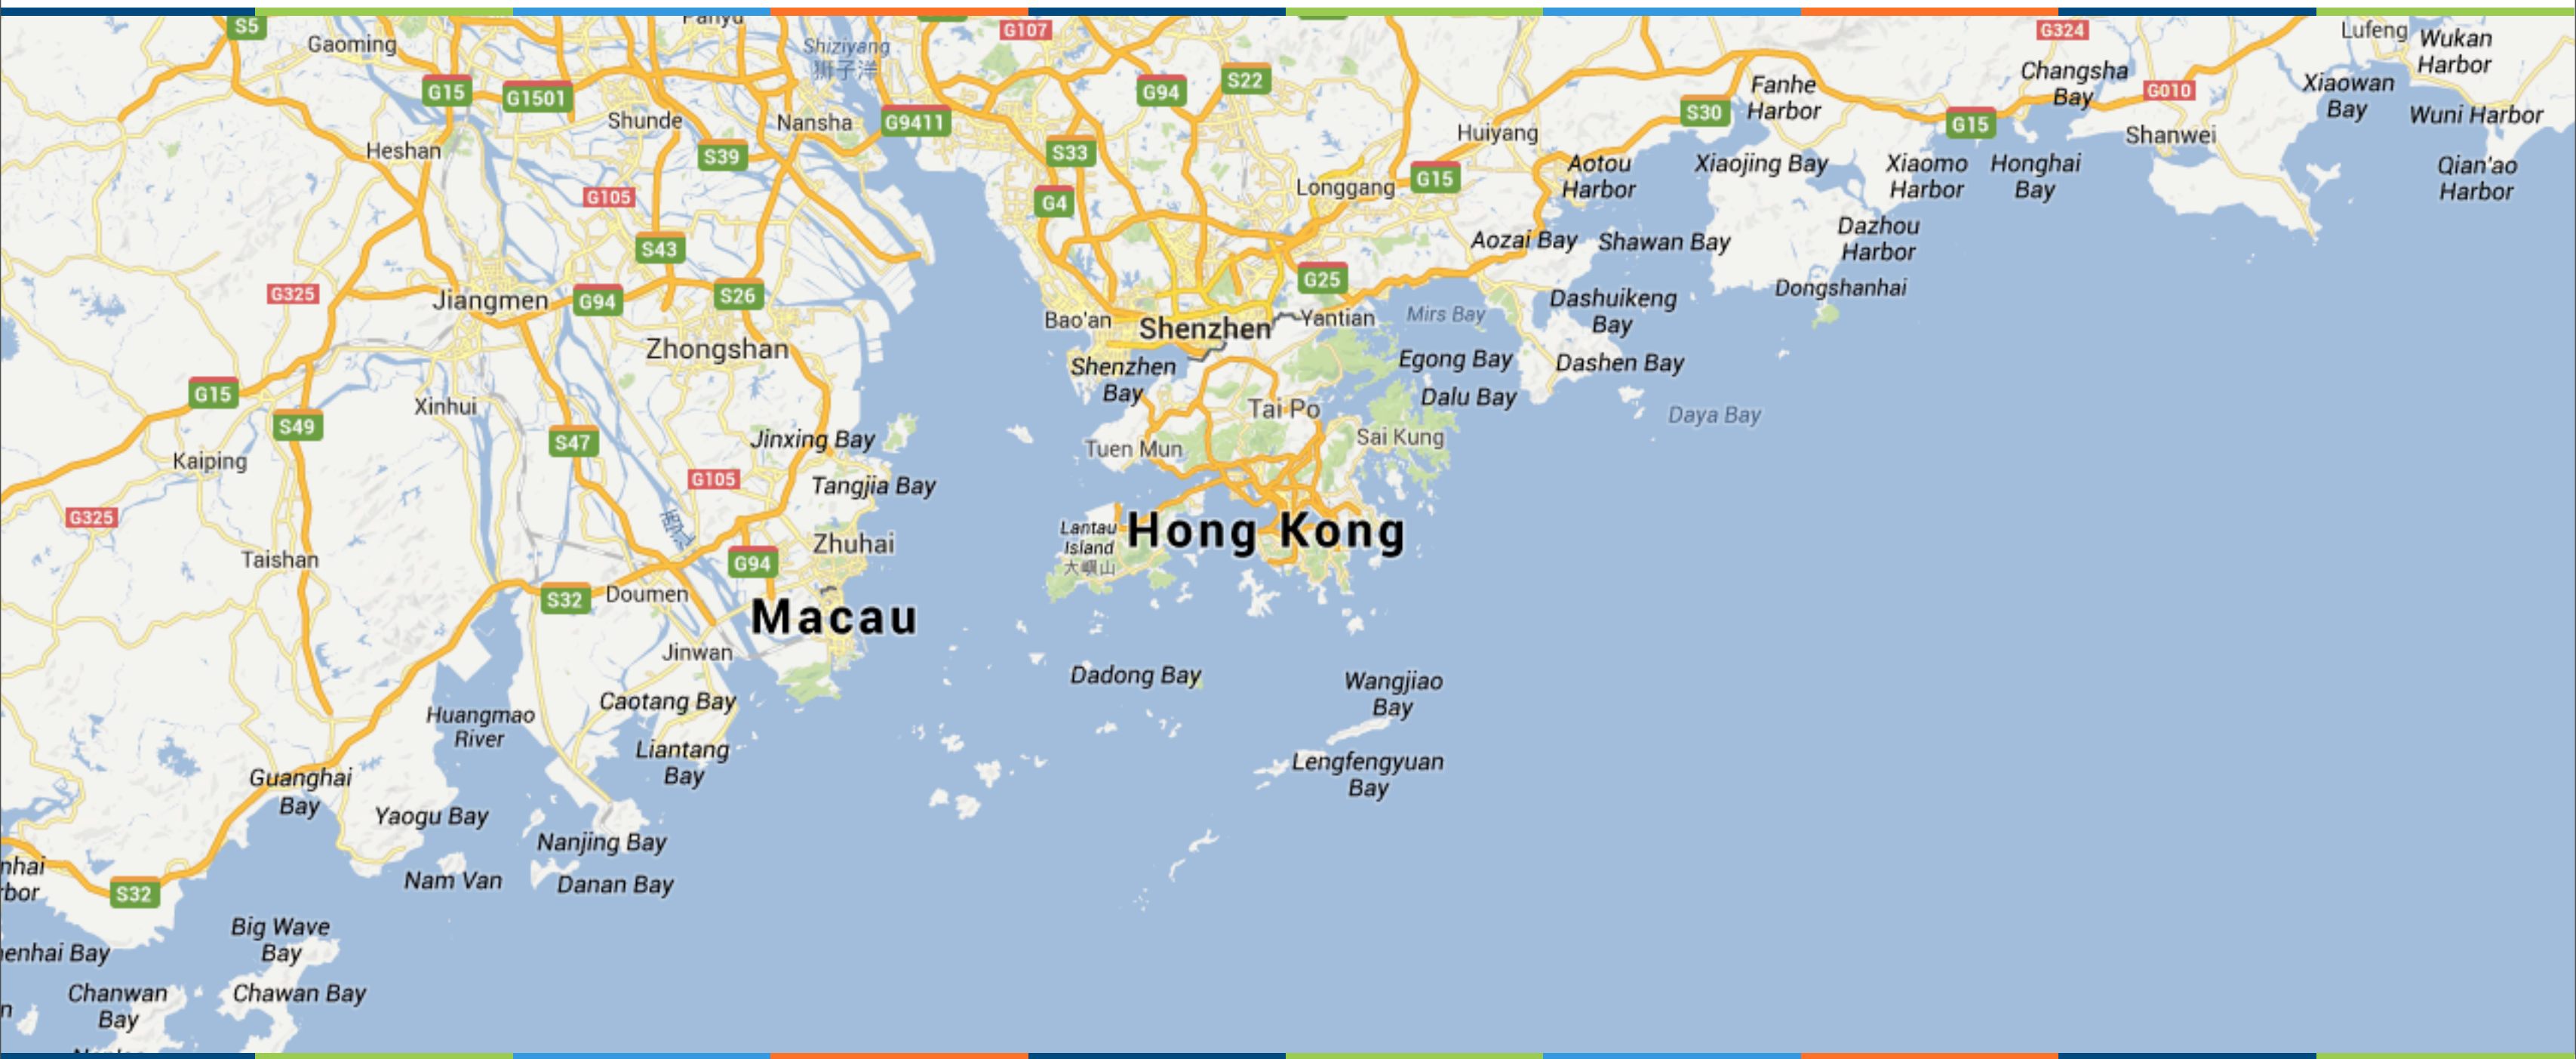 S5
Gaoming
Panyu
Shiziyang
狮子洋
G107
G324
Lufeng
Wukan
Harbor
G15
G1501
Shunde
Nansha
G9411
G94
S22
Fanhe
Harbor
S30
Changsha
Bay
G010
Xiaowan
Bay
Wuni Harbor
G15
Shanwei
Heshan
S39
S33
Huiyang
Aotou
Harbor
Xiaojing Bay
Xiaomo
Harbor
Honghai
Bay
Qian'ao
Harbor
G105
G4
Longgang
G15
S43
Aozai Bay
Shawan Bay
Dazhou
Harbor
G325
Jiangmen
G94
S26
G25
Dongshanhai
Bao'an
Shenzhen
Yantian
Mirs Bay
Dashuikeng
Bay
Zhongshan
Shenzhen
Bay
Egong Bay
Dashen Bay
G15
Xinhui
S49
Tai Po
Dalu Bay
Daya Bay
Kaiping
S47
Jinxing Bay
Tuen Mun
Sai Kung
G105
Tangjia Bay
G325
Lantau
Island
大嶼山
Hong Kong
Taishan
Zhuhai
G94
S32
Doumen
Macau
Jinwan
Dadong Bay
Wangjiao
Bay
Caotang Bay
Huangmao
River
Liantang
Bay
Lengfengyuan
Bay
Guanghai
Bay
Yaogu Bay
Nanjing Bay
nhai
rbor
S32
Nam Van
Danan Bay
Big Wave
Bay
enhai Bay
Chanwan
Bay
Chawan Bay
n